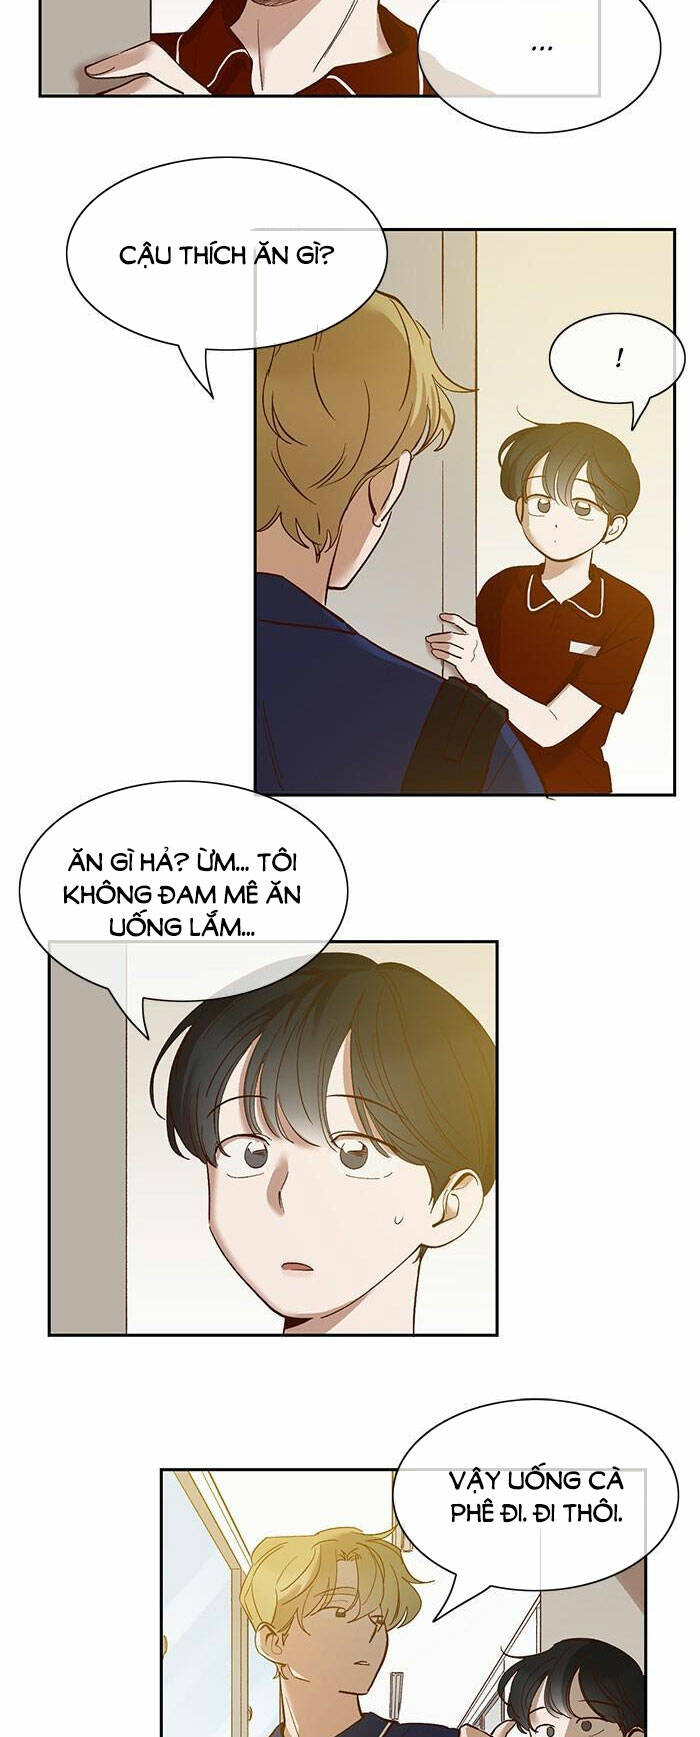 ...
CẬU THÍCH ĂN GÌ?
!
ĂN GÌ HẢ? ỪM... TÔI
KHÔNG ĐAM MÊ ĂN
UỐNG LẮM...
VẬY UỐNG CÀ
PHÊ ĐI. ĐI THÔI.